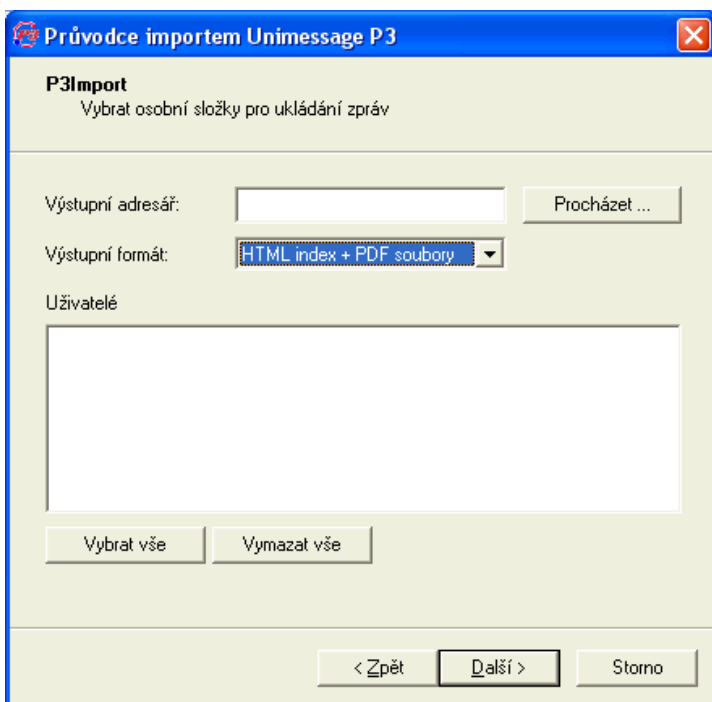 P3 Průvodce importem Unimessage P3
P3Import
Vybrat osobní složky pro ukládání zpráv
Výstupní adresář:
Procházet ...
Výstupní formát:
HTML index + PDF soubory
Uživatelé
Vybrat vše
Vymazat vše
< Zpět
Další >
Storno